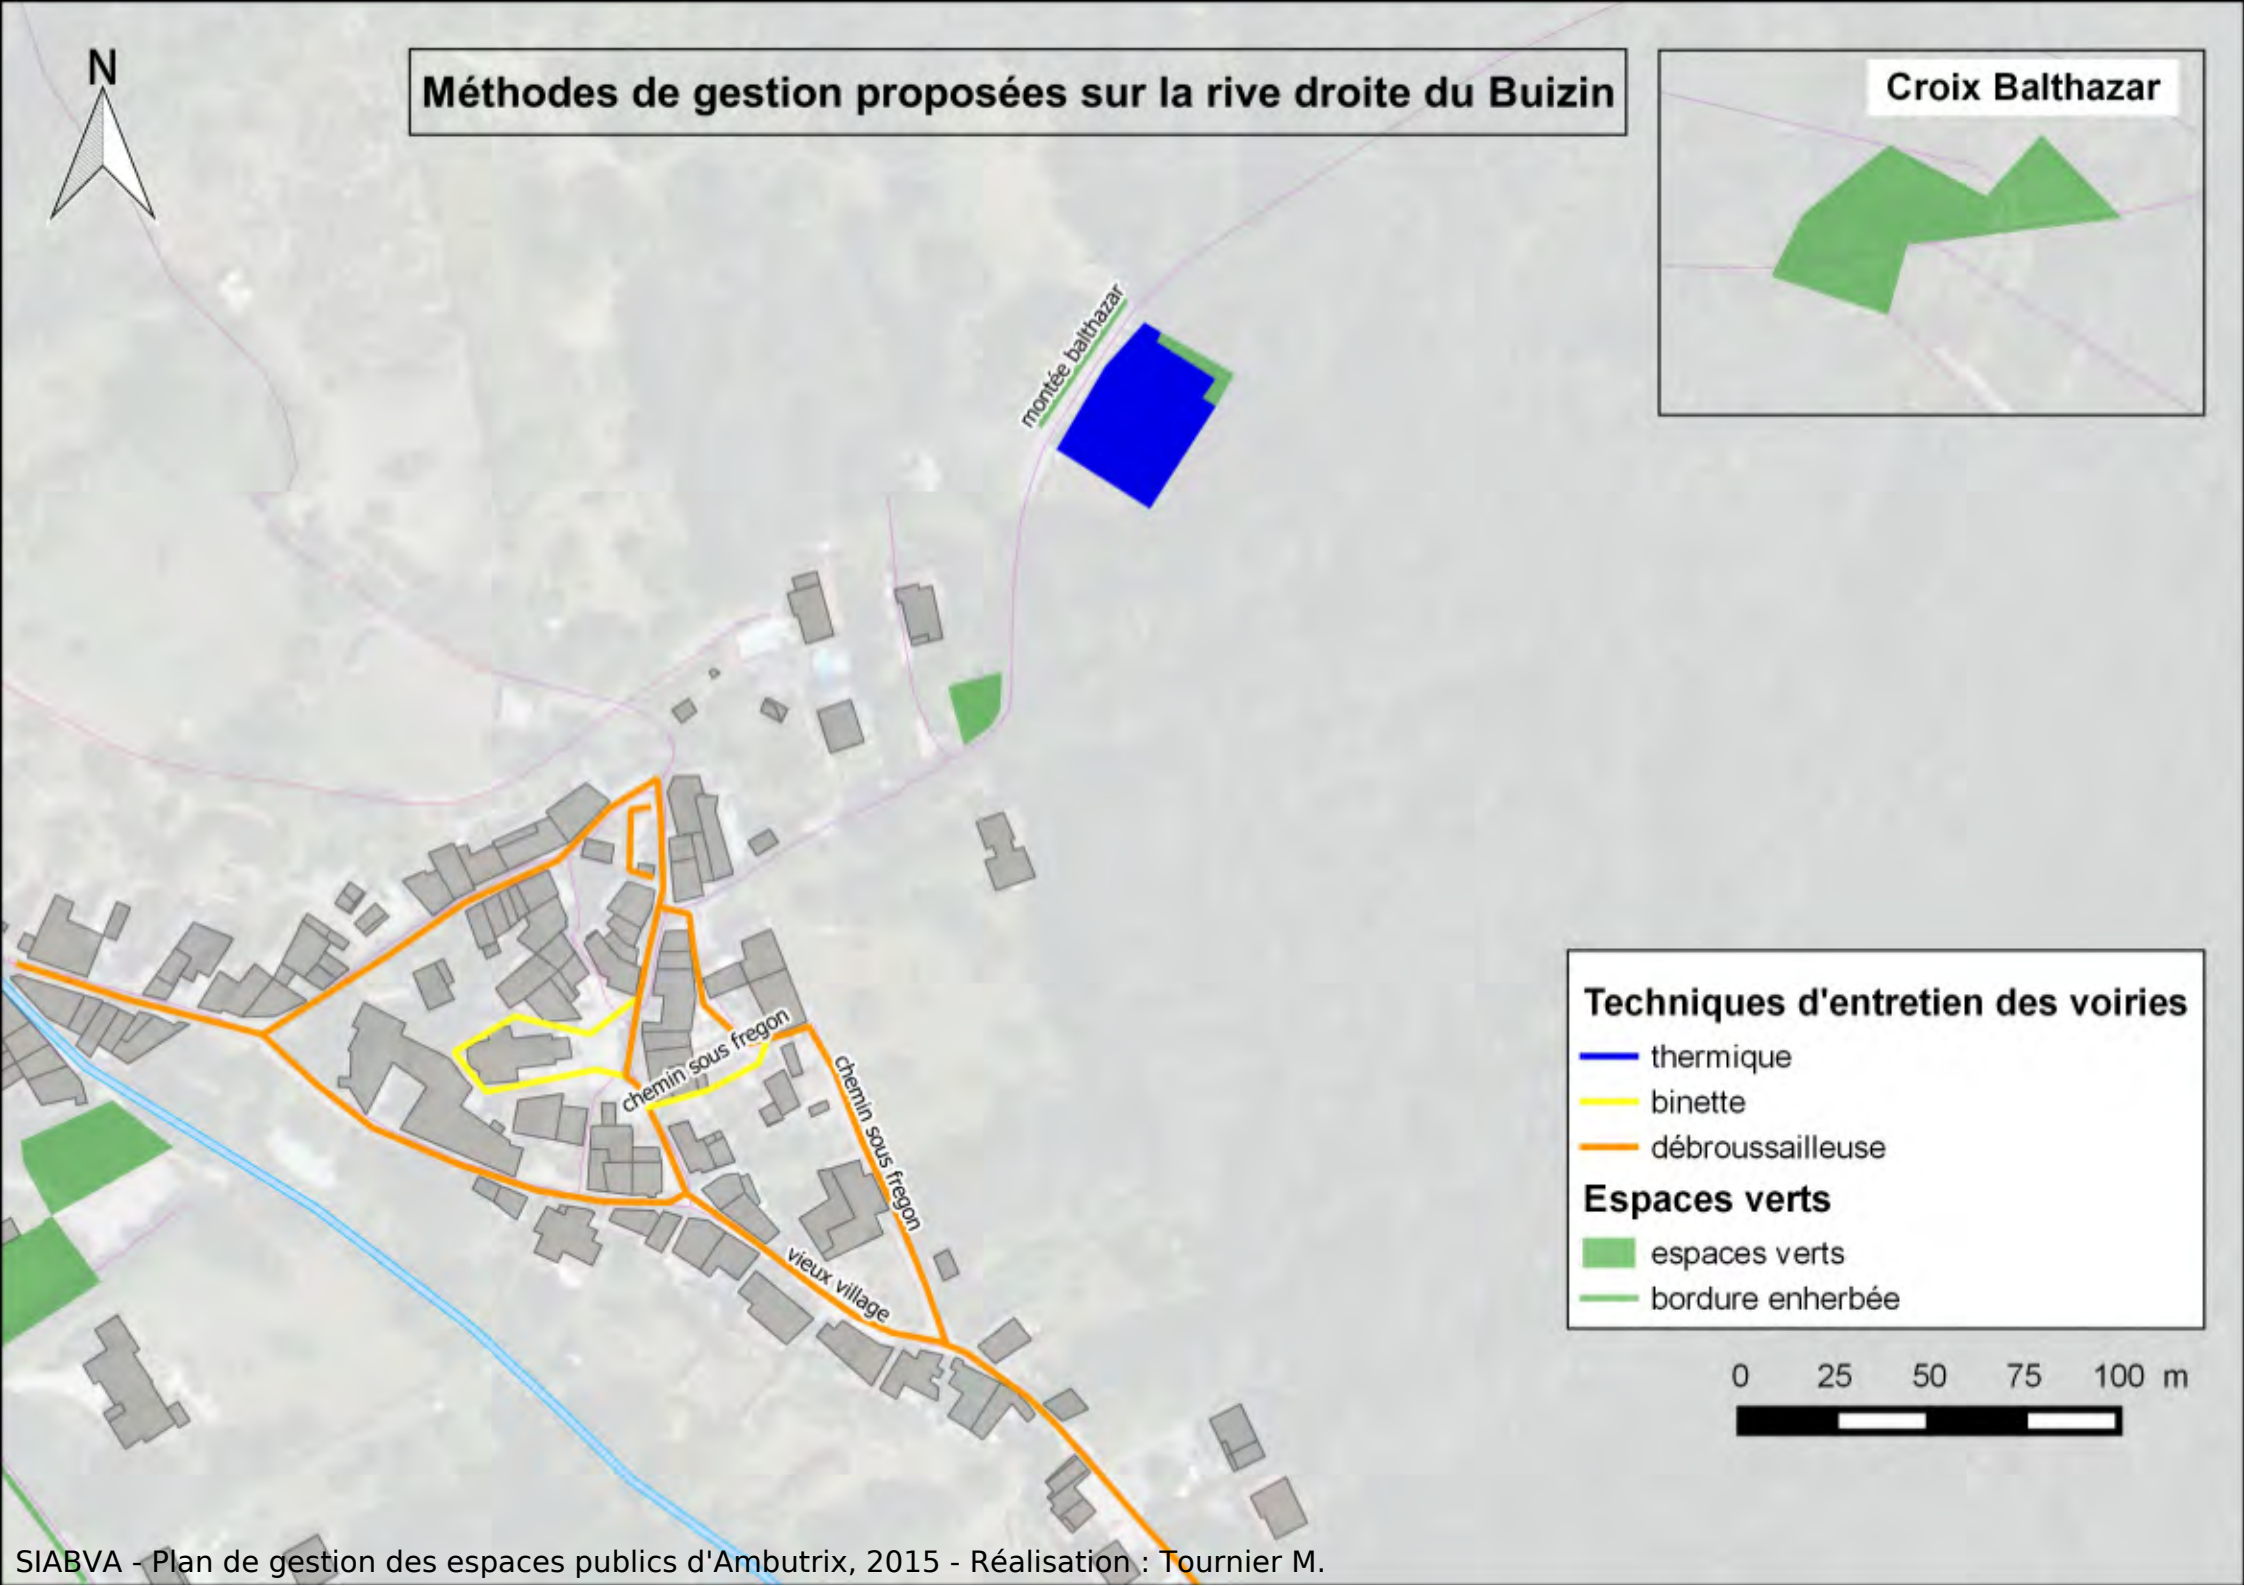 N
Méthodes de gestion proposées sur la rive droite du Buizin
Croix Balthazar
montée balthazar
chemin sous fregon
chemin sous fregon
vieux village
Techniques d'entretien des voiries
thermique
binette
débroussailleuse
Espaces verts
espaces verts
bordure enherbée
0 25 50 75 100 m
SIABVA - Plan de gestion des espaces publics d'Ambutrix, 2015 - Réalisation : Tournier M.